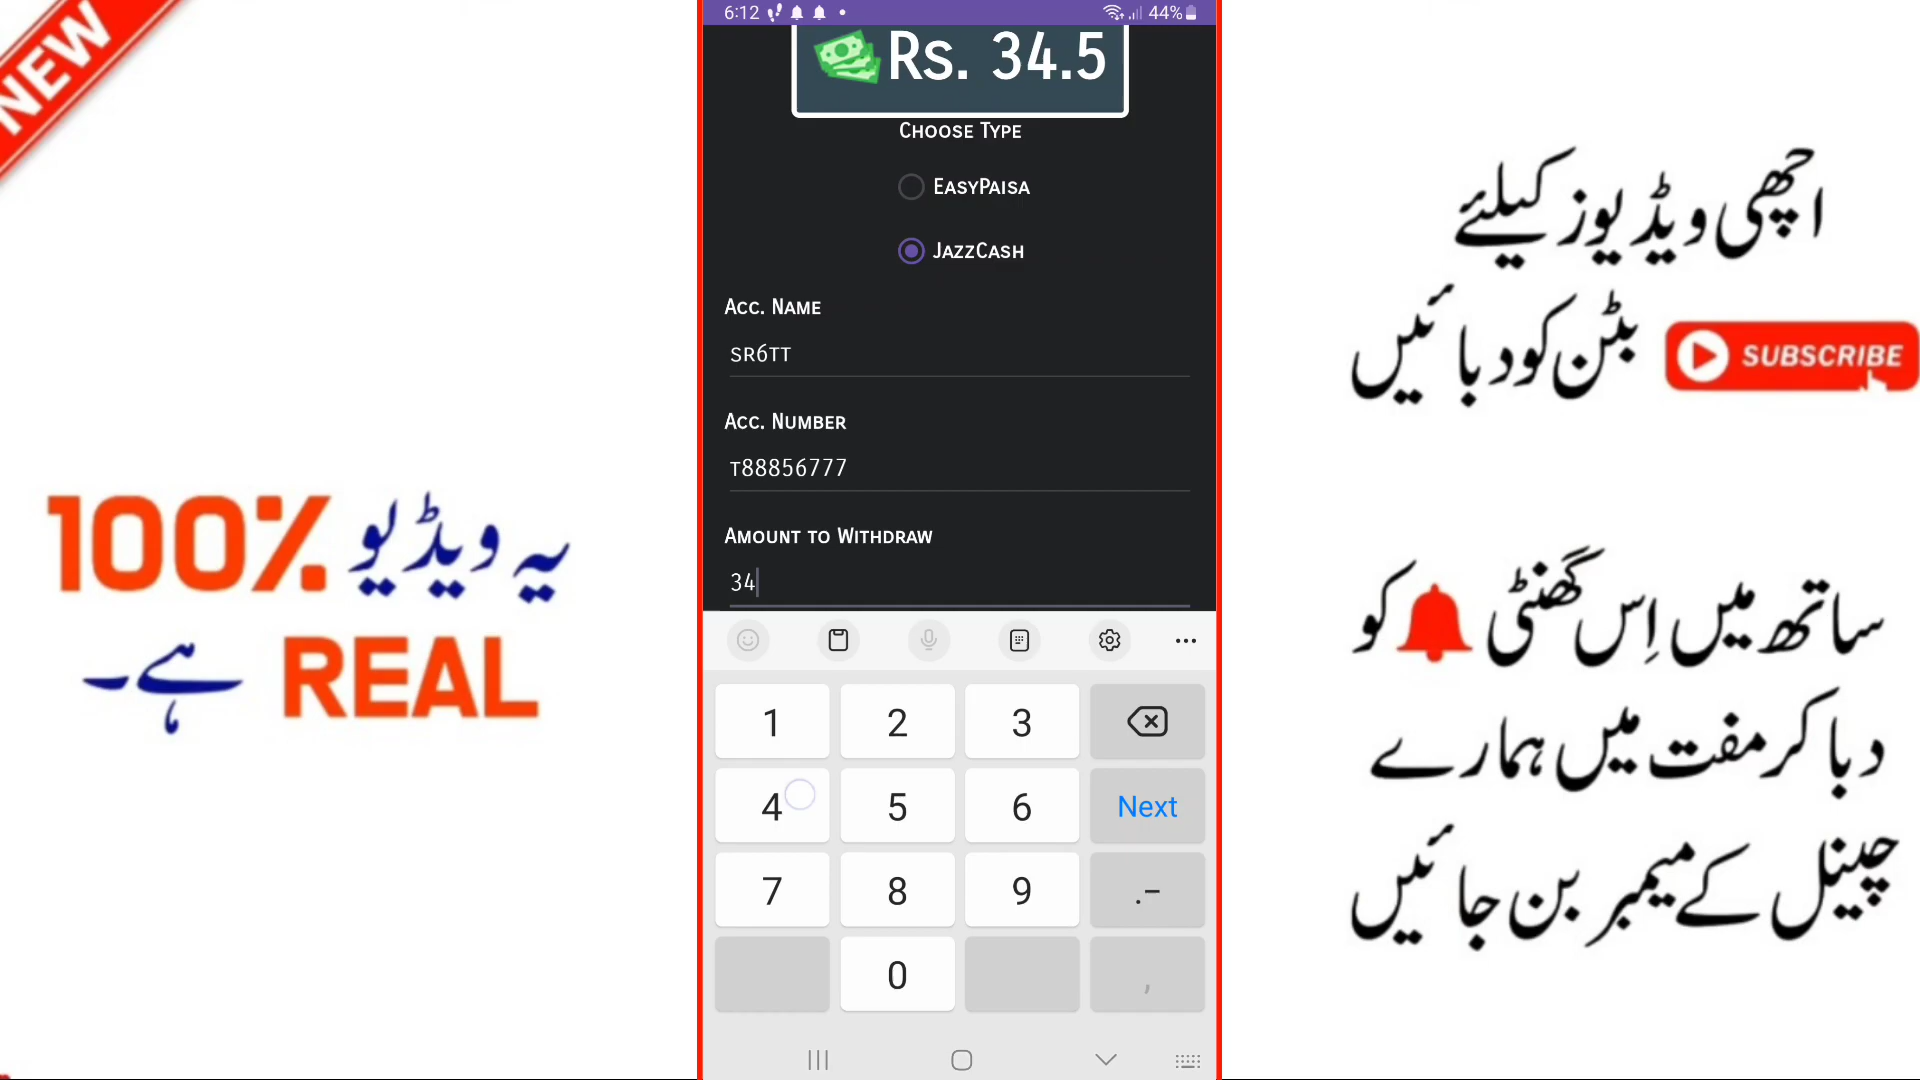 NEW
یہ ویڈیو 100%
REAL ہے۔
6:12
44%
Rs. 34.5
Choose Type
EasyPaisa
JazzCash
Acc. Name
sr6tt
Acc. Number
t88856777
Amount to Withdraw
34
1 2 3
4 5 6 Next
7 8 9 .-
0 ,
اچھی ویڈیوز کیلئے
بٹن کو دبائیں SUBSCRIBE
ساتھ میں اِس گھنٹی کو
دبا کر مفت میں ہمارے
چینل کے میمبر بن جائیں